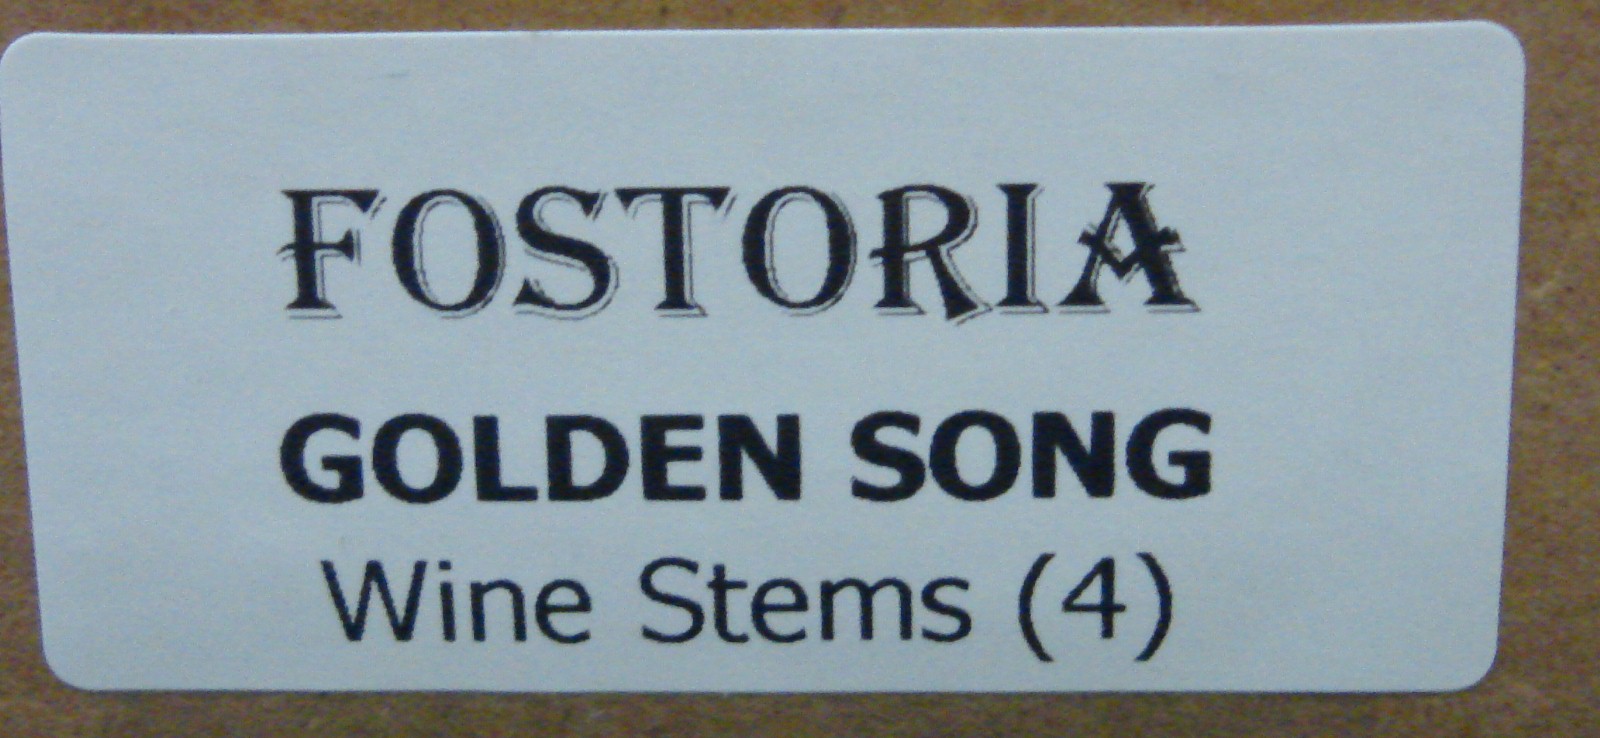 FOSTORIA
GOLDEN SONG
Wine Stems (4)